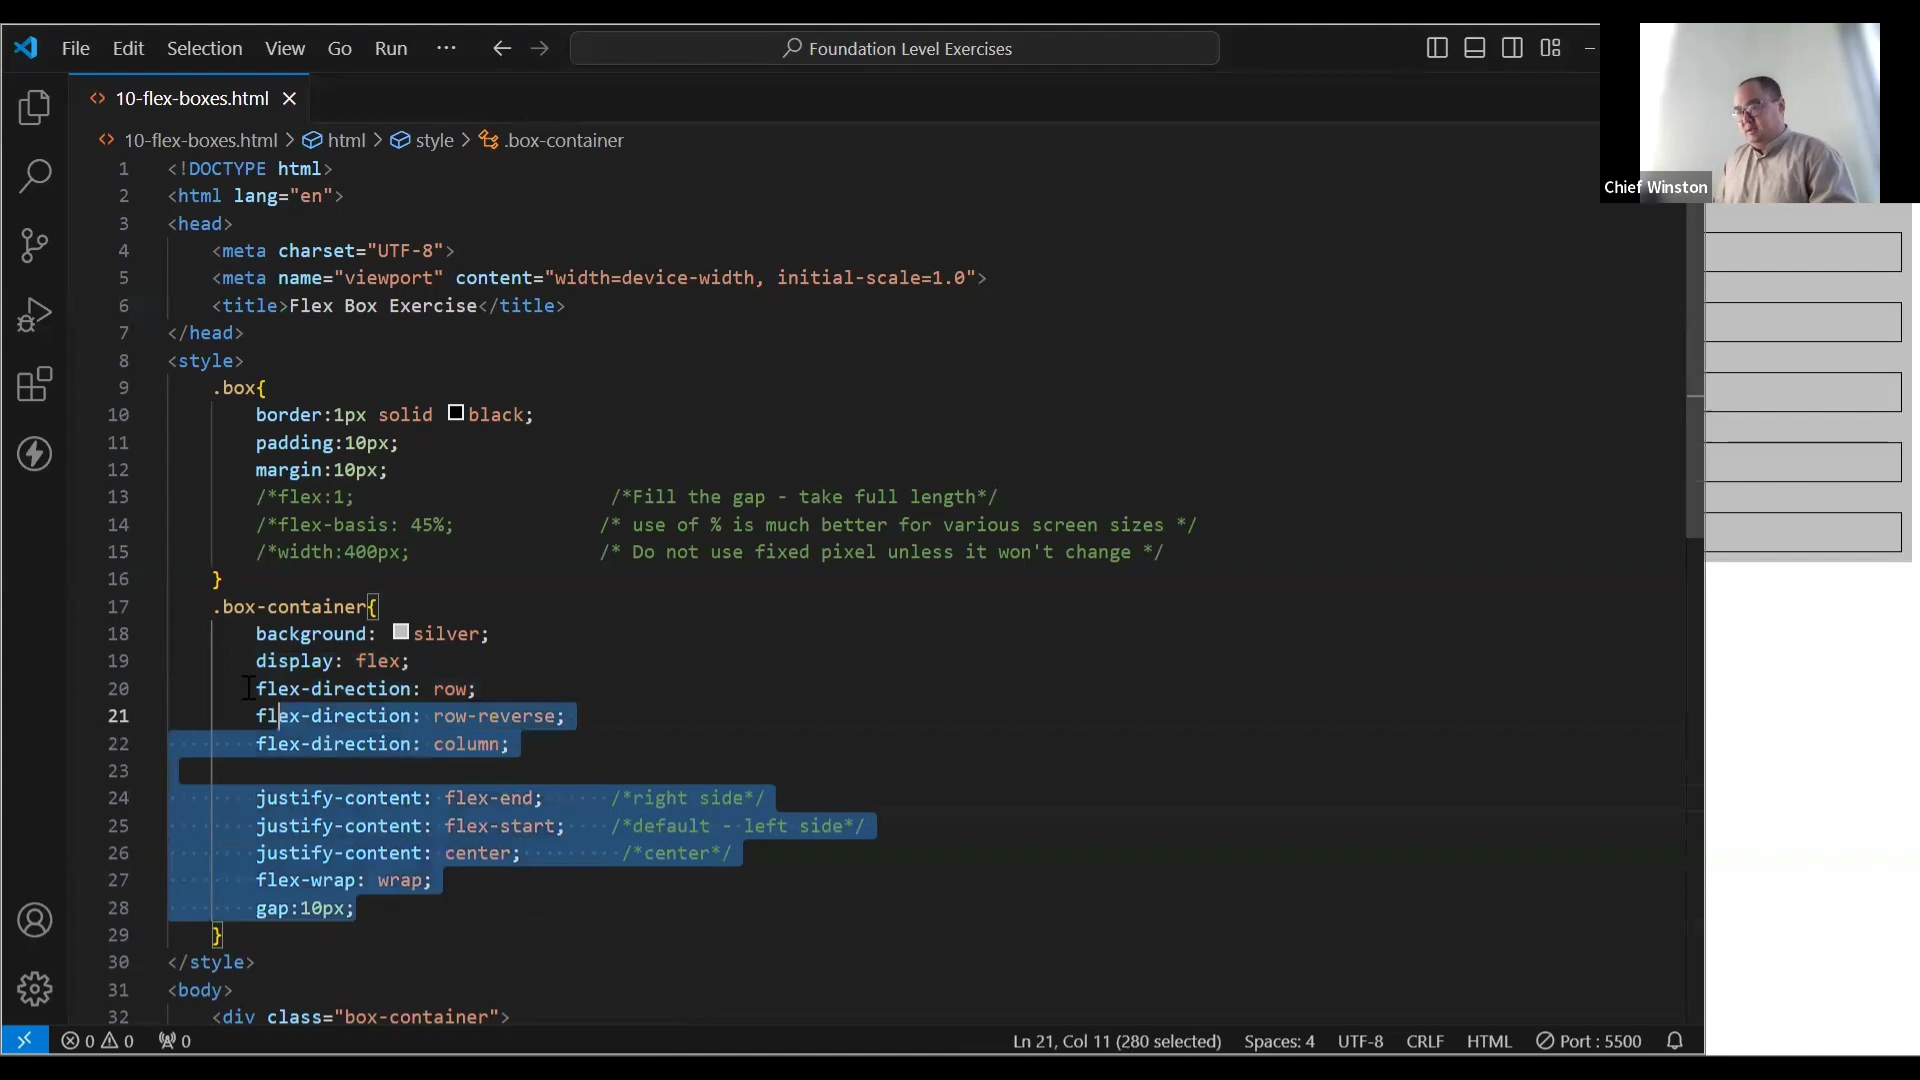 File Edit Selection View Go Run ··· Foundation Level Exercises
10-flex-boxes.html
10-flex-boxes.html > html > style > .box-container
Chief Winston
1 <!DOCTYPE html>
2 <html lang="en">
3 <head>
4 <meta charset="UTF-8">
5 <meta name="viewport" content="width=device-width, initial-scale=1.0">
6 <title>Flex Box Exercise</title>
7 </head>
8 <style>
9 .box{
10 border:1px solid black;
11 padding:10px;
12 margin:10px;
13 /*flex:1; /*Fill the gap - take full length*/
14 /*flex-basis: 45%; /* use of % is much better for various screen sizes */
15 /*width:400px; /* Do not use fixed pixel unless it won't change */
16 }
17 .box-container{
18 background: silver;
19 display: flex;
20 flex-direction: row;
21 flex-direction: row-reverse;
22 flex-direction: column;
23
24 justify-content: flex-end; /*right side*/
25 justify-content: flex-start; /*default - left side*/
26 justify-content: center; /*center*/
27 flex-wrap: wrap;
28 gap:10px;
29 }
30 </style>
31 <body>
32 <div class="box-container">
0 0 0 Ln 21, Col 11 (280 selected) Spaces: 4 UTF-8 CRLF HTML Port : 5500